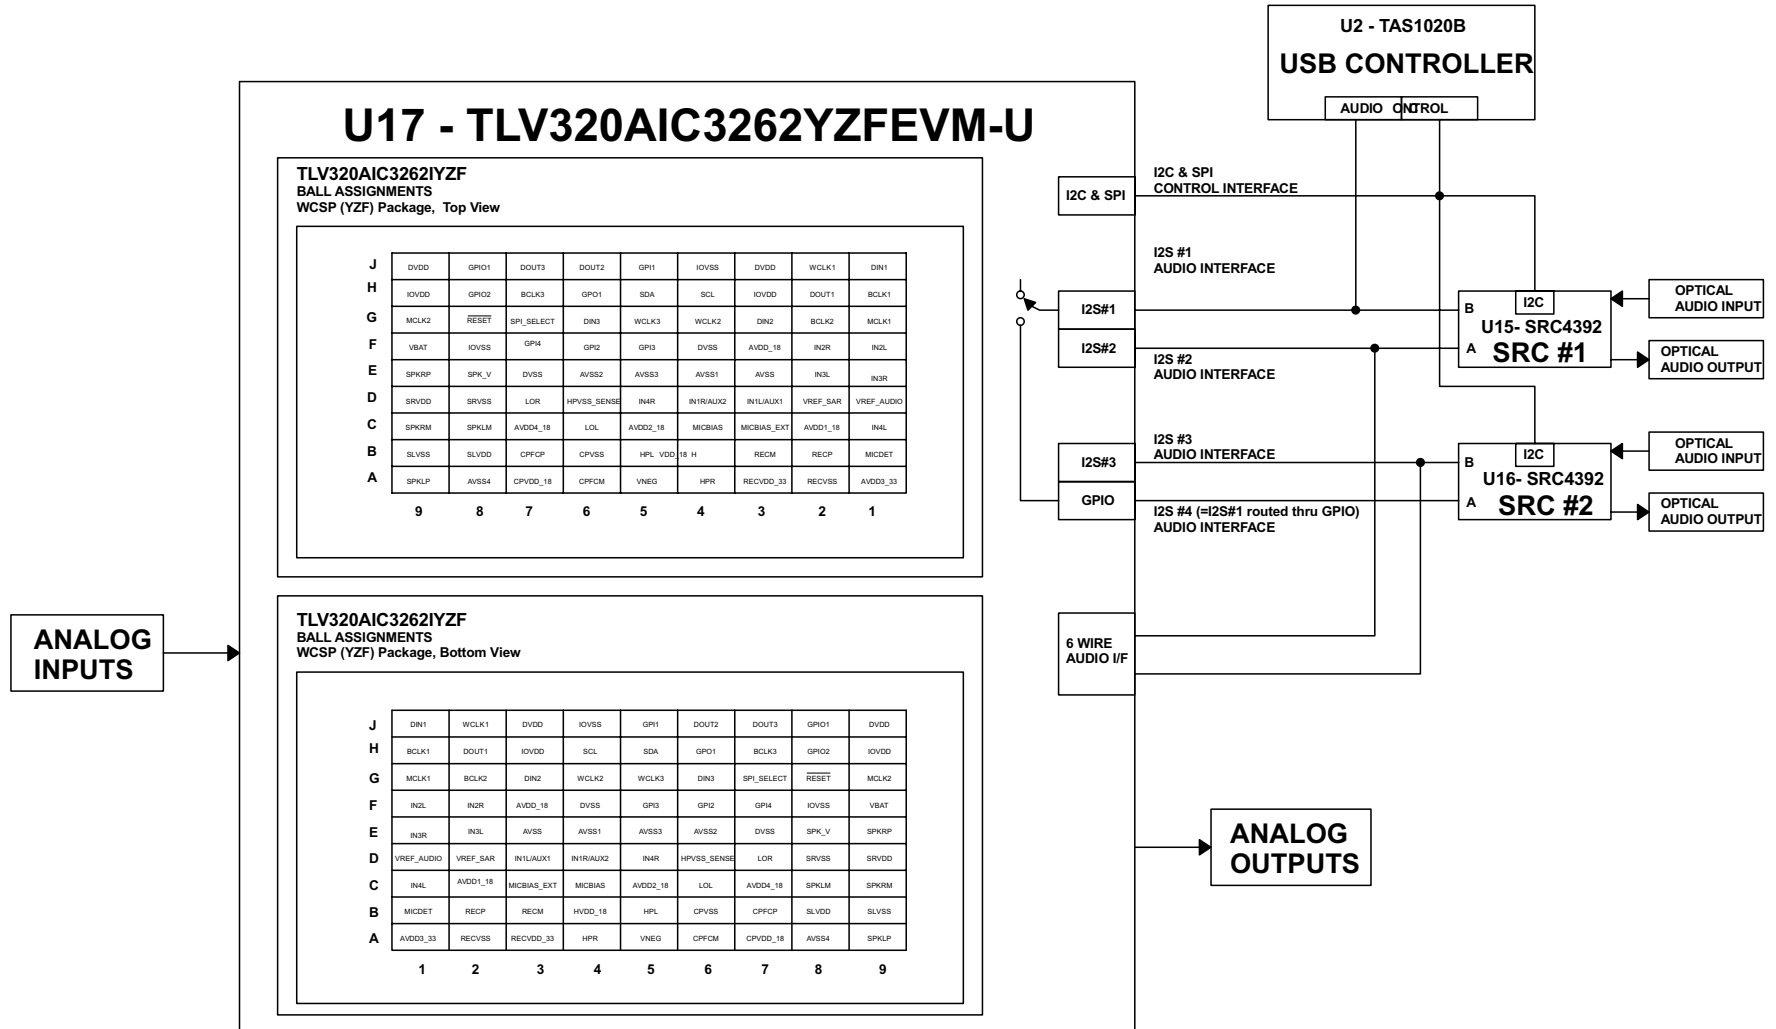 U2 - TAS1020B
USB CONTROLLER
AUDIO CONTROL
U17 - TLV320AIC3262YZFEVM-U
TLV320AIC3262IYZF
BALL ASSIGNMENTS
WCSP (YZF) Package, Top View
J DVDD GPIO1 DOUT3 DOUT2 GPI1 IOVSS DVDD WCLK1 DIN1
H IOVDD GPIO2 BCLK3 GPO1 SDA SCL IOVDD DOUT1 BCLK1
G MCLK2 RESET SPI_SELECT DIN3 WCLK3 WCLK2 DIN2 BCLK2 MCLK1
F VBAT IOVSS GPI4 GPI2 GPI3 DVSS AVDD_18 IN2R IN2L
E SPKRP SPK_V DVSS AVSS2 AVSS3 AVSS1 AVSS IN3L IN3R
D SRVDD SRVSS LOR HPVSS_SENSE IN4R IN1R/AUX2 IN1L/AUX1 VREF_SAR VREF_AUDIO
C SPKRM SPKLM AVDD4_18 LOL AVDD2_18 MICBIAS MICBIAS_EXT AVDD1_18 IN4L
B SLVSS SLVDD CPFCP CPVSS HPL VDD_18 H RECM RECP MICDET
A SPKLP AVSS4 CPVDD_18 CPFCM VNEG HPR RECVDD_33 RECVSS AVDD3_33
9 8 7 6 5 4 3 2 1
I2C & SPI
I2C & SPI
CONTROL INTERFACE
I2S #1
AUDIO INTERFACE
I2S#1
I2S#2
I2S #2
AUDIO INTERFACE
I2S #3
AUDIO INTERFACE
I2S#3
GPIO
I2S #4 (=I2S#1 routed thru GPIO)
AUDIO INTERFACE
6 WIRE
AUDIO I/F
I2C
B
U15- SRC4392
A
SRC #1
OPTICAL
AUDIO INPUT
OPTICAL
AUDIO OUTPUT
I2C
B
U16- SRC4392
A
SRC #2
OPTICAL
AUDIO INPUT
OPTICAL
AUDIO OUTPUT
ANALOG
INPUTS
TLV320AIC3262IYZF
BALL ASSIGNMENTS
WCSP (YZF) Package, Bottom View
J DIN1 WCLK1 DVDD IOVSS GPI1 DOUT2 DOUT3 GPIO1 DVDD
H BCLK1 DOUT1 IOVDD SCL SDA GPO1 BCLK3 GPIO2 IOVDD
G MCLK1 BCLK2 DIN2 WCLK2 WCLK3 DIN3 SPI_SELECT RESET MCLK2
F IN2L IN2R AVDD_18 DVSS GPI3 GPI2 GPI4 IOVSS VBAT
E IN3R IN3L AVSS AVSS1 AVSS3 AVSS2 DVSS SPK_V SPKRP
D VREF_AUDIO VREF_SAR IN1L/AUX1 IN1R/AUX2 IN4R HPVSS_SENSE LOR SRVSS SRVDD
C IN4L AVDD1_18 MICBIAS_EXT MICBIAS AVDD2_18 LOL AVDD4_18 SPKLM SPKRM
B MICDET RECP RECM HVDD_18 HPL CPVSS CPFCP SLVDD SLVSS
A AVDD3_33 RECVSS RECVDD_33 HPR VNEG CPFCM CPVDD_18 AVSS4 SPKLP
1 2 3 4 5 6 7 8 9
ANALOG
OUTPUTS